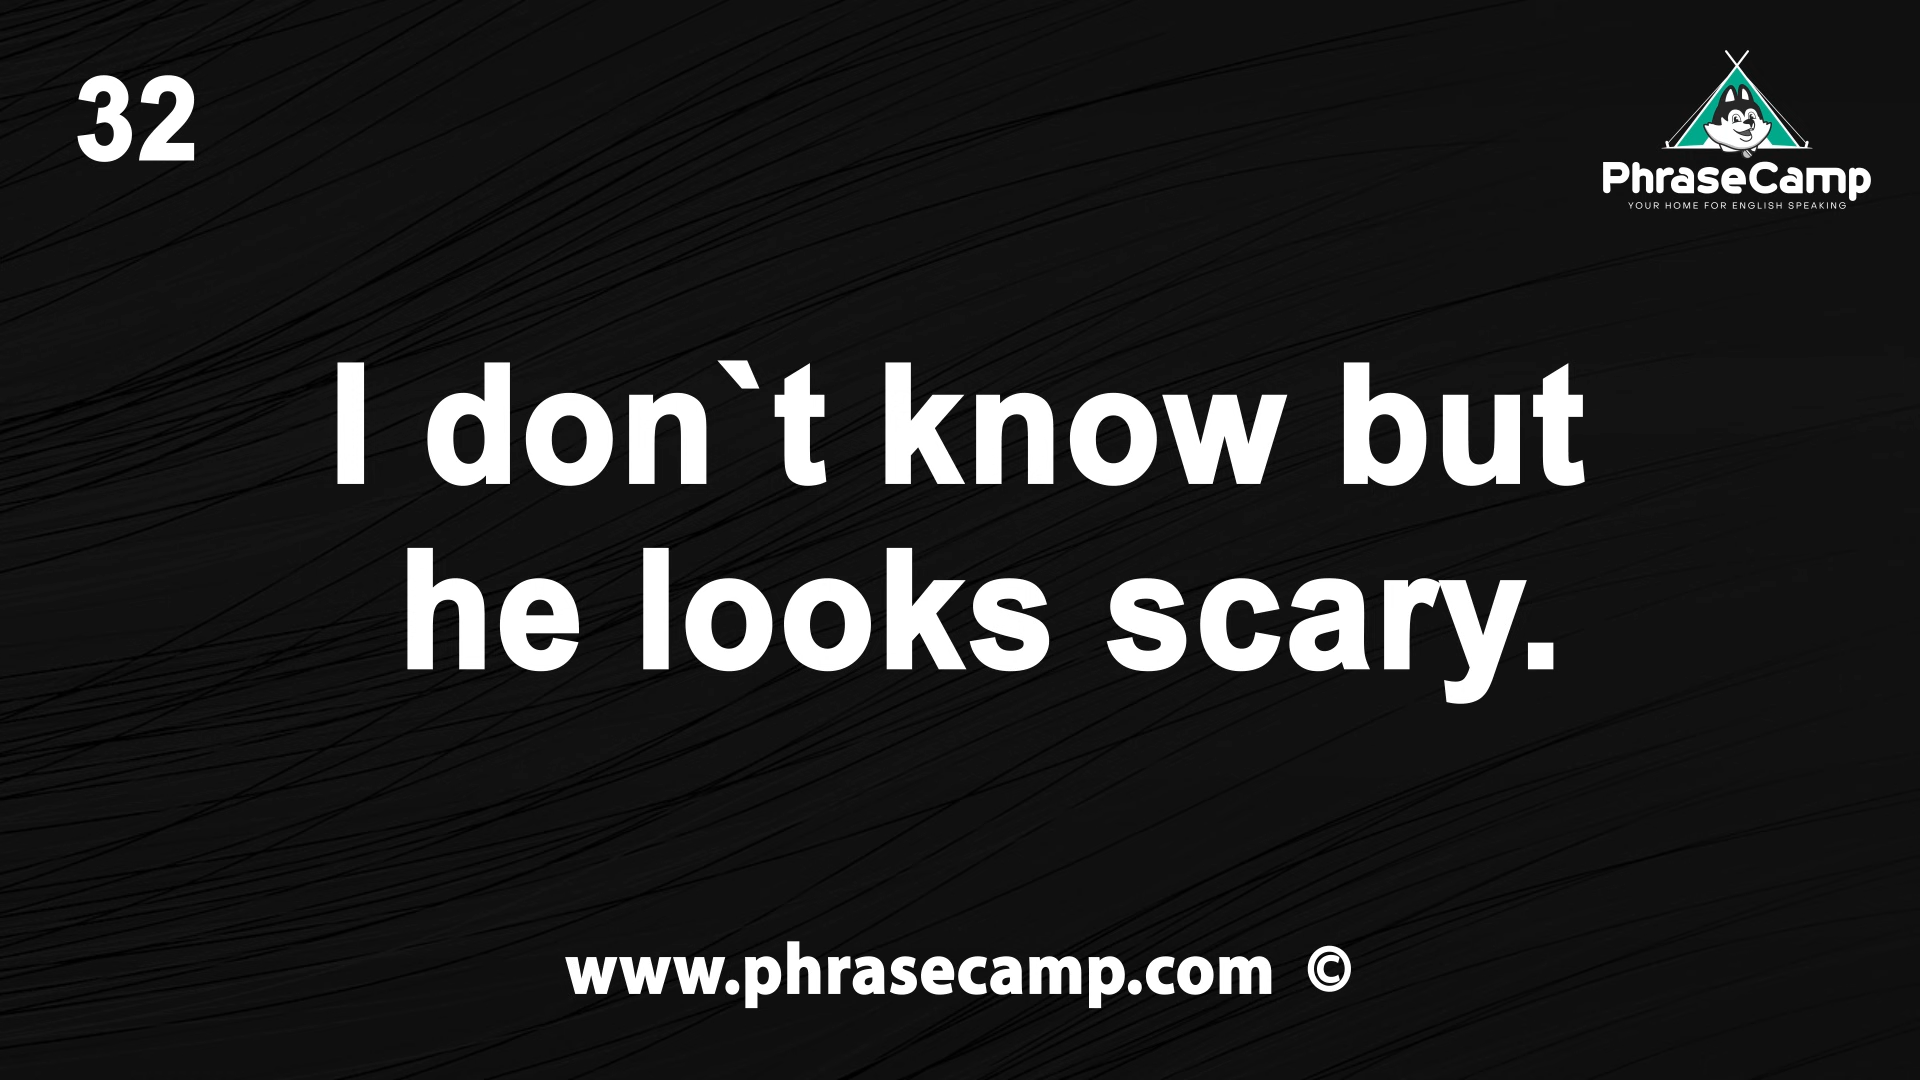 32
PhraseCamp
YOUR HOME FOR ENGLISH SPEAKING
I don`t know but
he looks scary.
www.phrasecamp.com ©